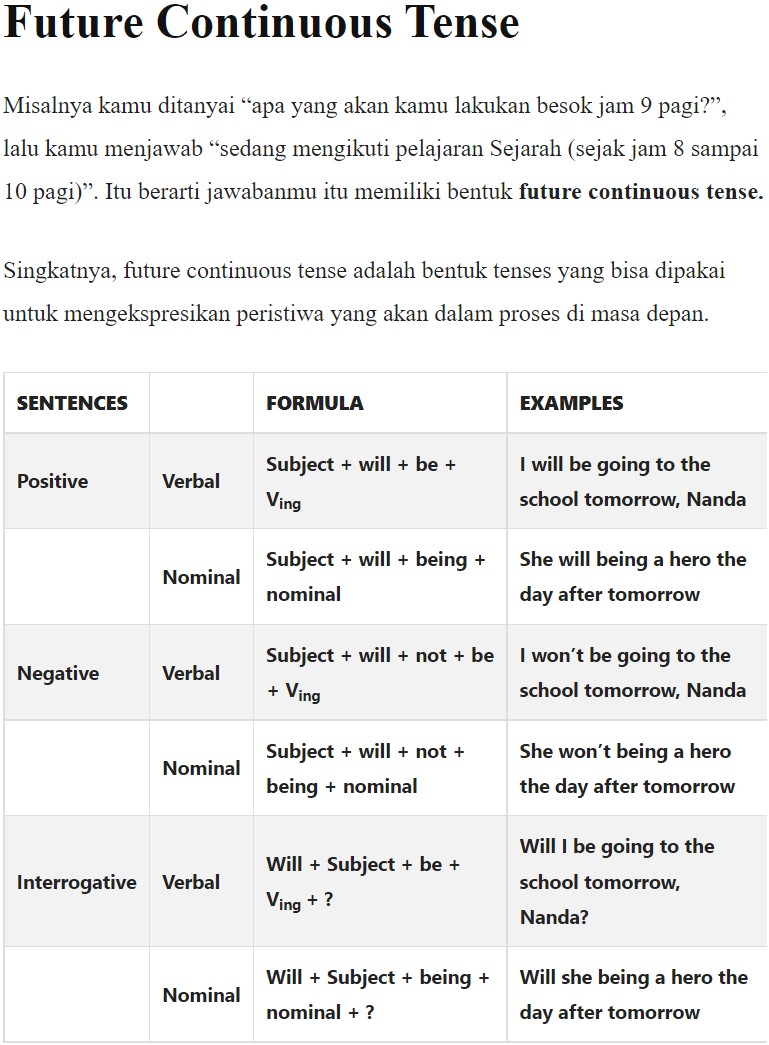 Future Continuous Tense
Misalnya kamu ditanyai “apa yang akan kamu lakukan besok jam 9 pagi?”,
lalu kamu menjawab “sedang mengikuti pelajaran Sejarah (sejak jam 8 sampai
10 pagi)”. Itu berarti jawabanmu itu memiliki bentuk future continuous tense.
Singkatnya, future continuous tense adalah bentuk tenses yang bisa dipakai
untuk mengekspresikan peristiwa yang akan dalam proses di masa depan.
SENTENCES FORMULA EXAMPLES
Positive Verbal
Subject + will + be +
Ving
I will be going to the
school tomorrow, Nanda
Nominal
Subject + will + being +
nominal
She will being a hero the
day after tomorrow
Negative Verbal
Subject + will + not + be
+ Ving
I won’t be going to the
school tomorrow, Nanda
Nominal
Subject + will + not +
being + nominal
She won’t being a hero
the day after tomorrow
Interrogative Verbal
Will + Subject + be +
Ving + ?
Will I be going to the
school tomorrow,
Nanda?
Nominal
Will + Subject + being +
nominal + ?
Will she being a hero the
day after tomorrow